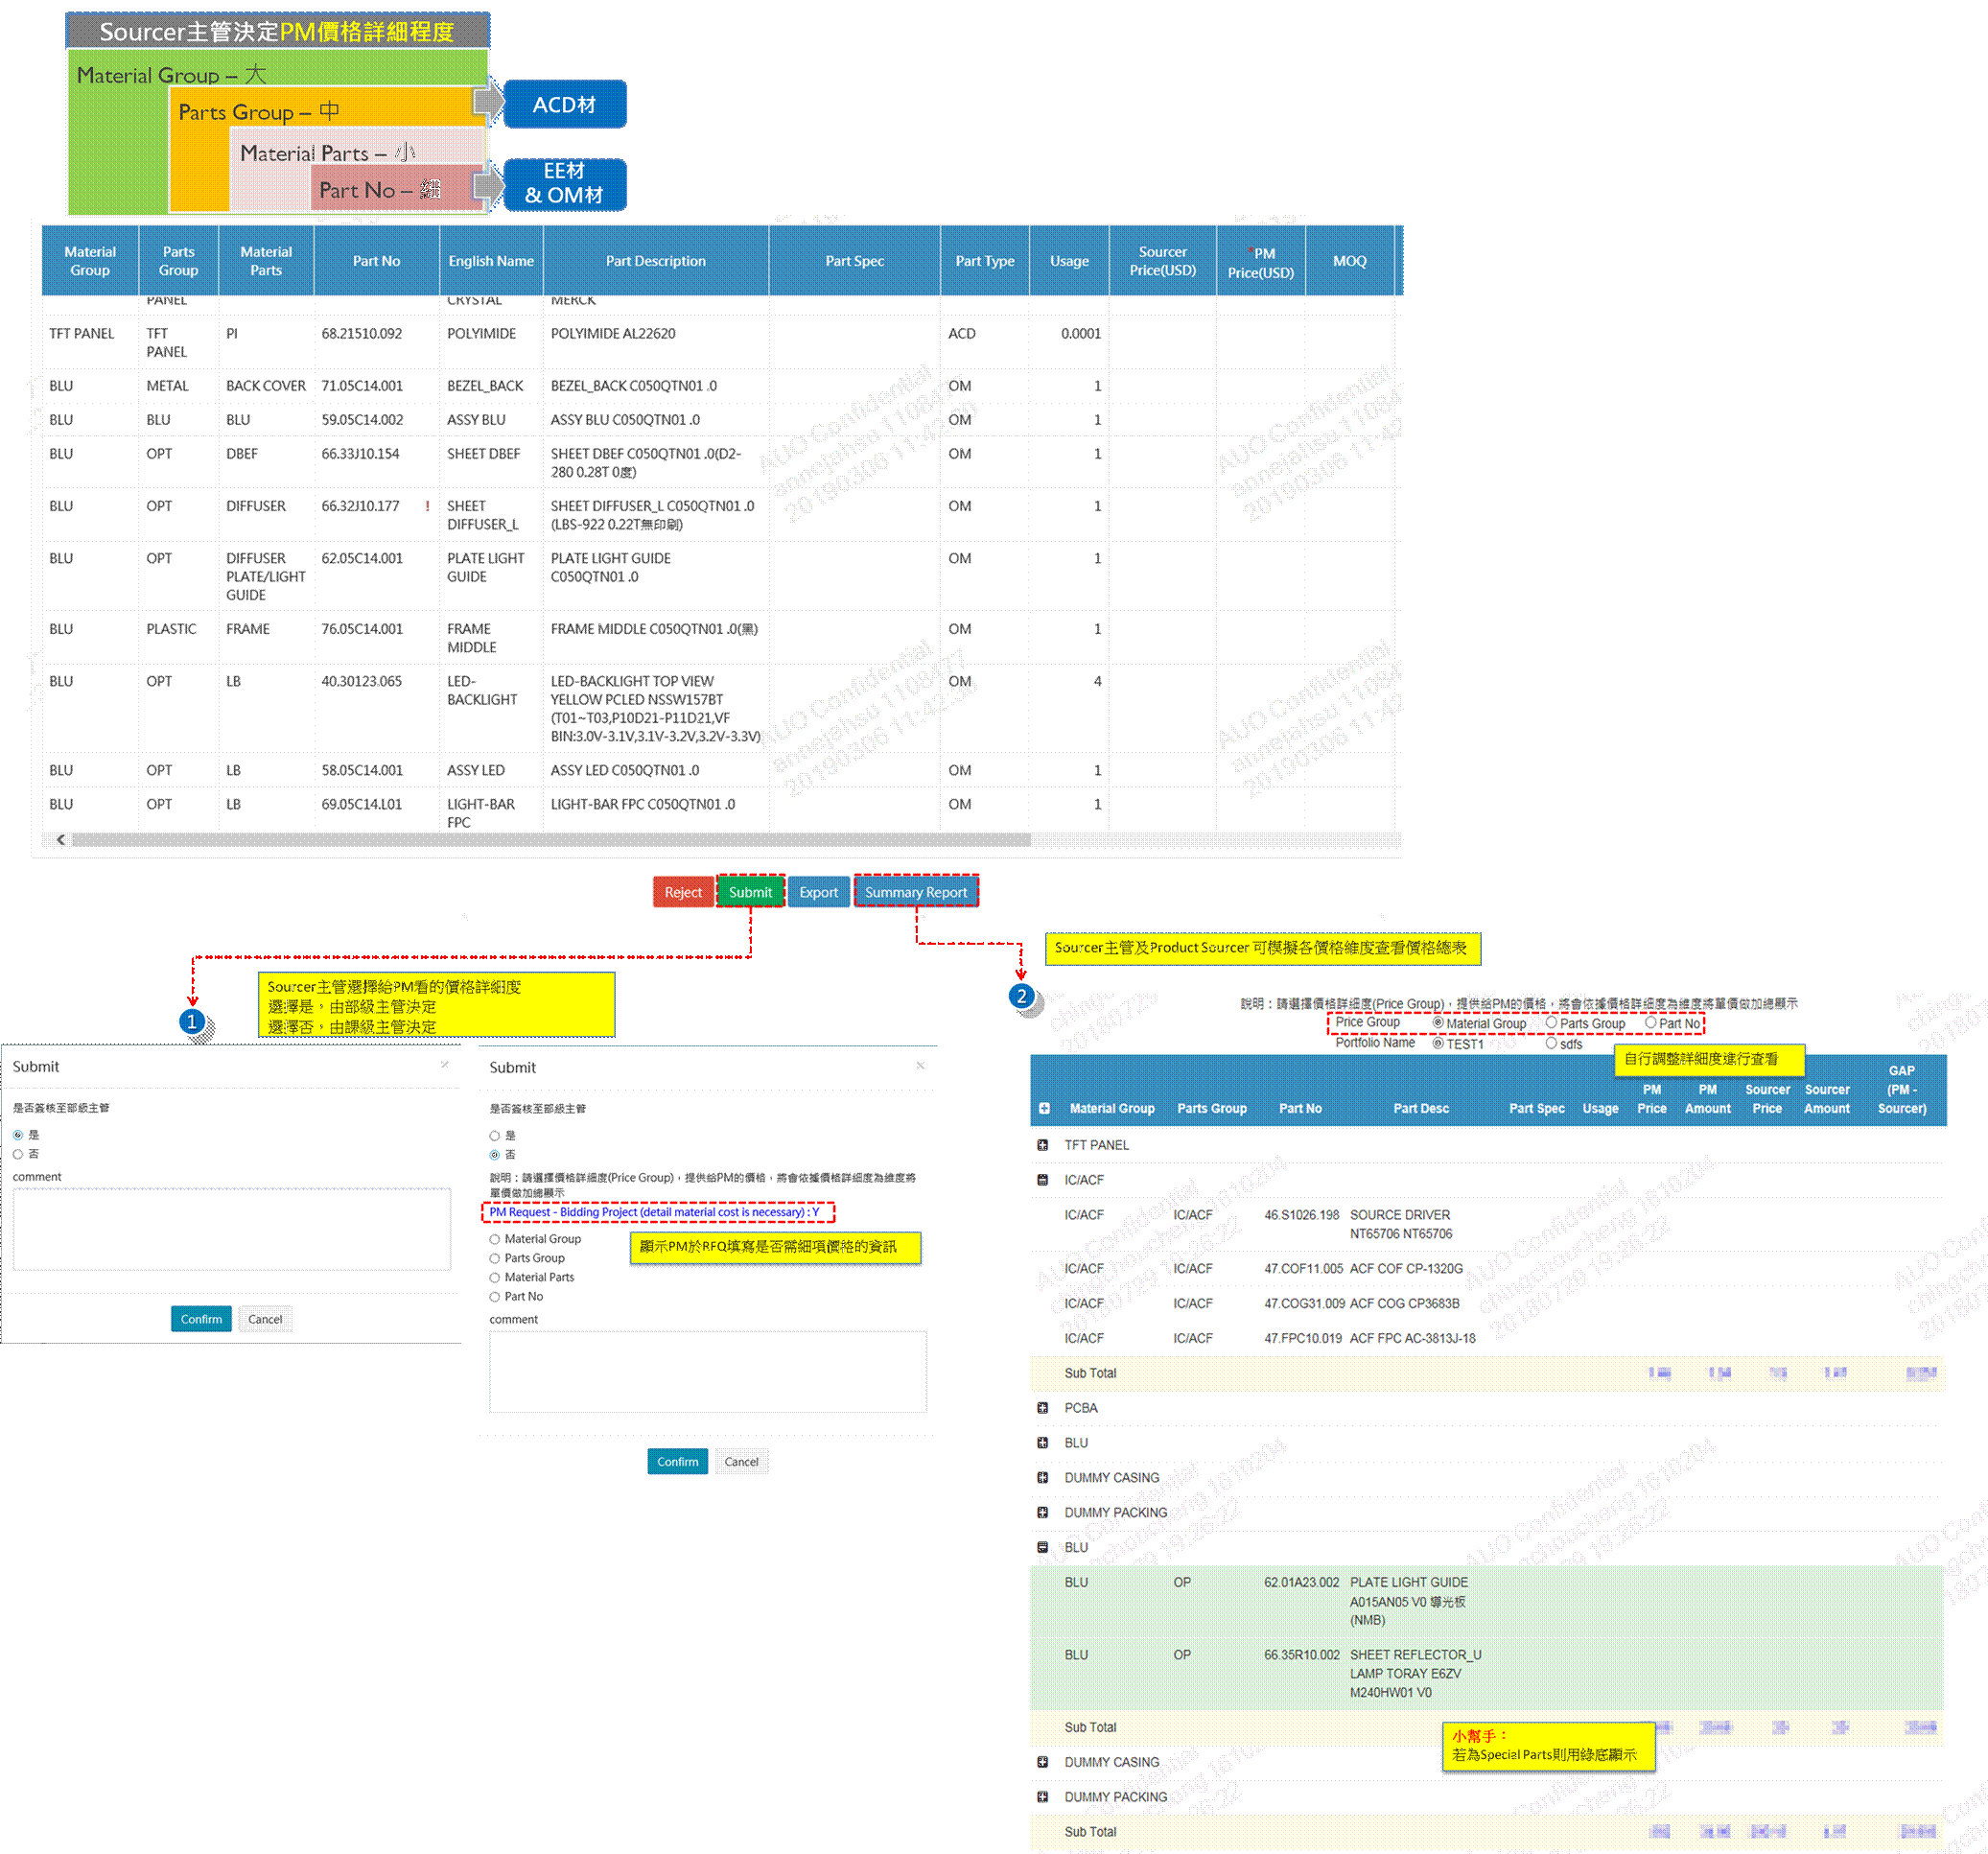 Sourcer主管決定PM價格詳細程度
Material Group – 大
Parts Group – 中
Material Parts – 小
Part No – 細
ACD材
EE材
& OM材
Material Group Parts Group Material Parts Part No English Name Part Description Part Spec Part Type Usage Sourcer Price(USD) *PM Price(USD) MOQ
PANEL CRYSTAL MERCK
TFT PANEL TFT PANEL PI 68.21510.092 POLYIMIDE POLYIMIDE AL22620 ACD 0.0001
BLU METAL BACK COVER 71.05C14.001 BEZEL_BACK BEZEL_BACK C050QTN01 .0 OM 1
BLU BLU BLU 59.05C14.002 ASSY BLU ASSY BLU C050QTN01 .0 OM 1
BLU OPT DBEF 66.33J10.154 SHEET DBEF SHEET DBEF C050QTN01 .0(D2-280 0.28T 0度) OM 1
BLU OPT DIFFUSER 66.32J10.177 ! SHEET DIFFUSER_L SHEET DIFFUSER_L C050QTN01 .0 (LBS-922 0.22T無印刷) OM 1
BLU OPT DIFFUSER PLATE/LIGHT GUIDE 62.05C14.001 PLATE LIGHT GUIDE PLATE LIGHT GUIDE C050QTN01 .0 OM 1
BLU PLASTIC FRAME 76.05C14.001 FRAME MIDDLE FRAME MIDDLE C050QTN01 .0(黑) OM 1
BLU OPT LB 40.30123.065 LED-BACKLIGHT LED-BACKLIGHT TOP VIEW YELLOW PCLED NSSW157BT (T01~T03,P10D21-P11D21,VF BIN:3.0V-3.1V,3.1V-3.2V,3.2V-3.3V) OM 4
BLU OPT LB 58.05C14.001 ASSY LED ASSY LED C050QTN01 .0 OM 1
BLU OPT LB 69.05C14.L01 LIGHT-BAR FPC LIGHT-BAR FPC C050QTN01 .0 OM 1
AUO Confidential
annejahsu 1108477
20190306 11:42:30
Reject Submit Export Summary Report
Sourcer主管選擇給PM看的價格詳細度
選擇是，由部級主管決定
選擇否，由課級主管決定
1
Submit
是否簽核至部級主管
是
否
comment
Confirm Cancel
Submit
是否簽核至部級主管
是
否
說明：請選擇價格詳細度(Price Group)，提供給PM的價格，將會依據價格詳細度為維度將
單價做加總顯示
PM Request - Bidding Project (detail material cost is necessary) : Y
Material Group
Parts Group
Material Parts
Part No
顯示PM於RFQ填寫是否需細項價格的資訊
comment
Confirm Cancel
Sourcer主管及Product Sourcer 可模擬各價格維度查看價格總表
2
說明：請選擇價格詳細度(Price Group)，提供給PM的價格，將會依據價格詳細度為維度將單價做加總顯示
Price Group Material Group Parts Group Part No
Portfolio Name TEST1 sdfs
自行調整詳細度進行查看
Material Group Parts Group Part No Part Desc Part Spec Usage PM Price PM Amount Sourcer Price Sourcer Amount GAP (PM - Sourcer)
TFT PANEL
IC/ACF
IC/ACF IC/ACF 46.S1026.198 SOURCE DRIVER NT65706 NT65706
IC/ACF IC/ACF 47.COF11.005 ACF COF CP-1320G
IC/ACF IC/ACF 47.COG31.009 ACF COG CP3683B
IC/ACF IC/ACF 47.FPC10.019 ACF FPC AC-3813J-18
Sub Total
PCBA
BLU
DUMMY CASING
DUMMY PACKING
BLU
BLU OP 62.01A23.002 PLATE LIGHT GUIDE A015AN05 V0 導光板 (NMB)
BLU OP 66.35R10.002 SHEET REFLECTOR_U LAMP TORAY E6ZV M240HW01 V0
Sub Total
小幫手：
若為Special Parts則用綠底顯示
DUMMY CASING
DUMMY PACKING
Sub Total
AUO Confidential
chingchoucheng 1610204
20180729 19:26:22